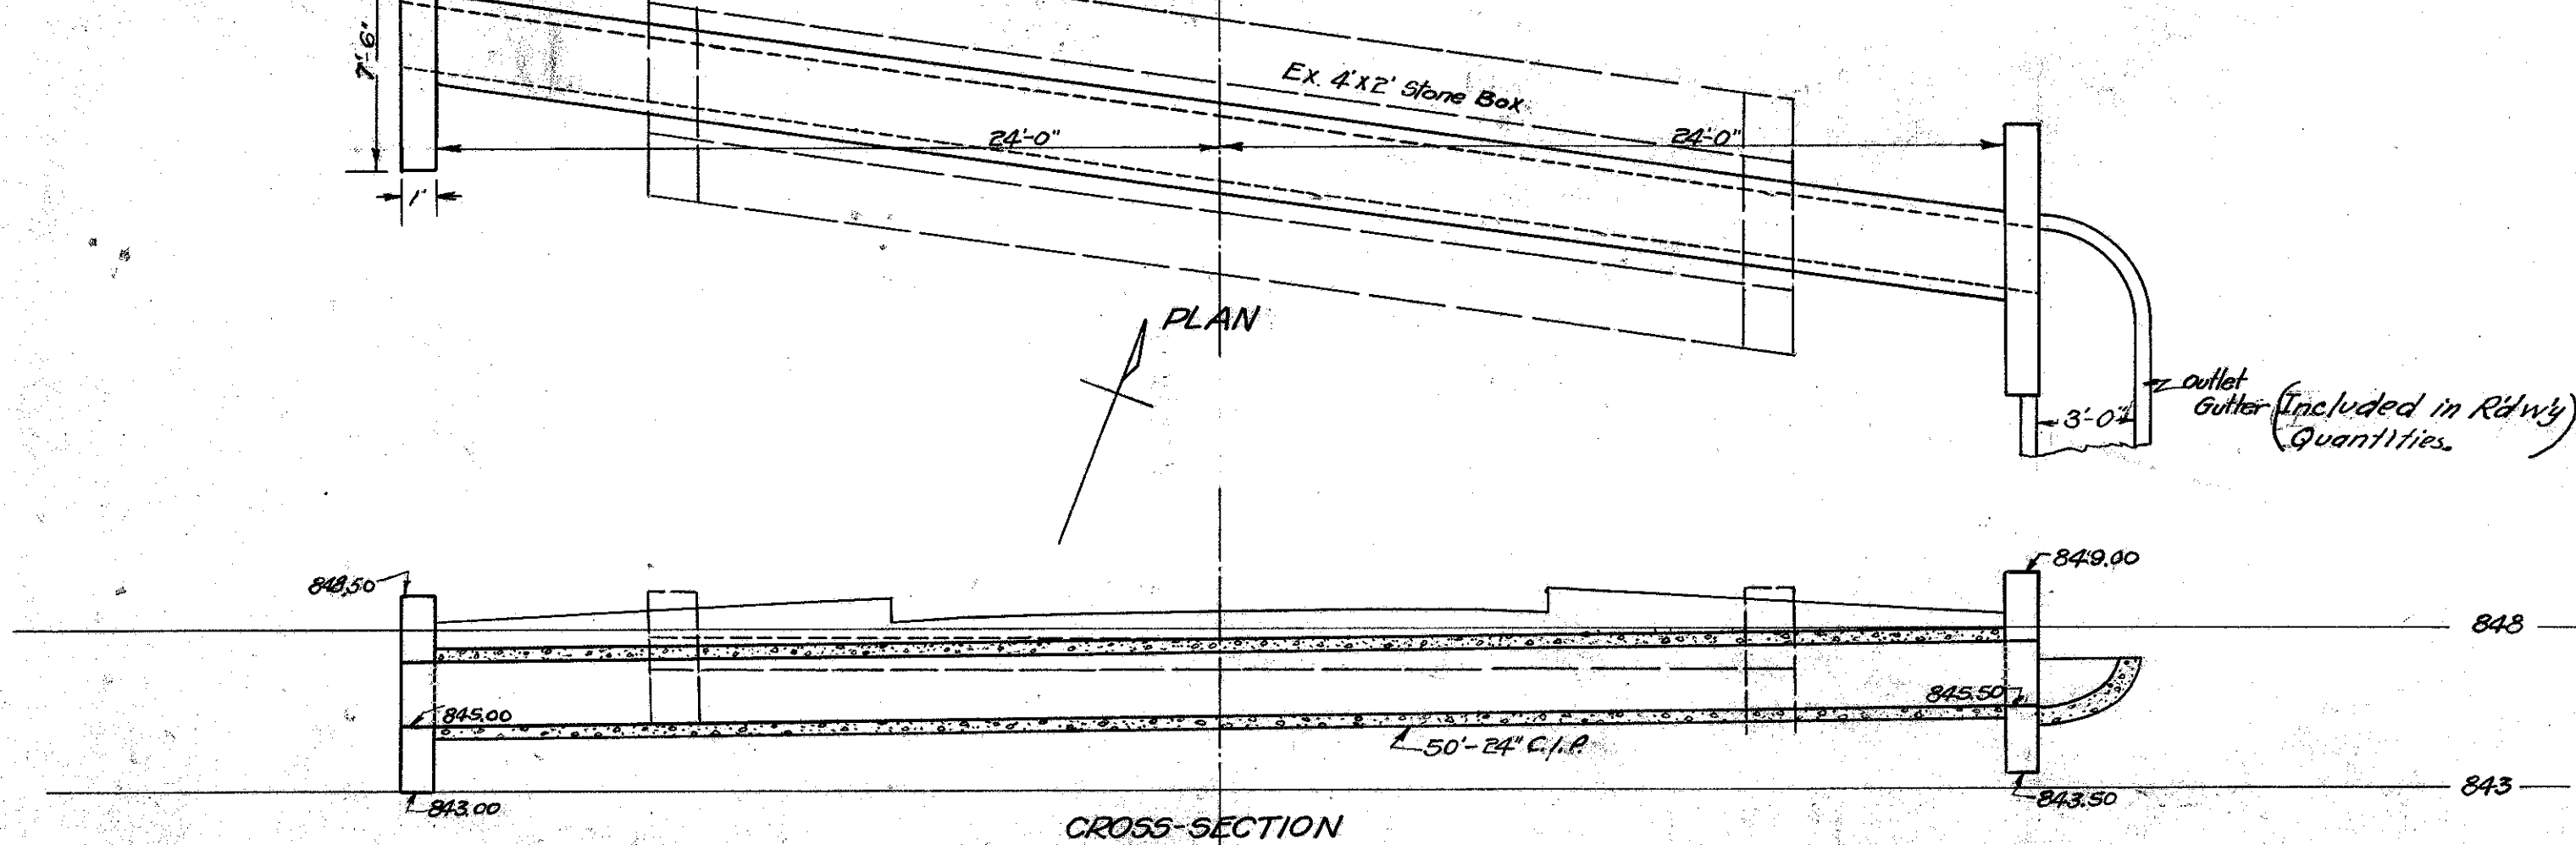 7'-6"
Ex. 4'x2' Stone Box
24'-0"
24'-0"
1'
PLAN
outlet
Gutter (Included in R'dw'y)
Quantities.
3'-0"
849.00
848.50
848
845.50
845.00
50'-24" C.I.P.
843
843.00
843.50
CROSS-SECTION